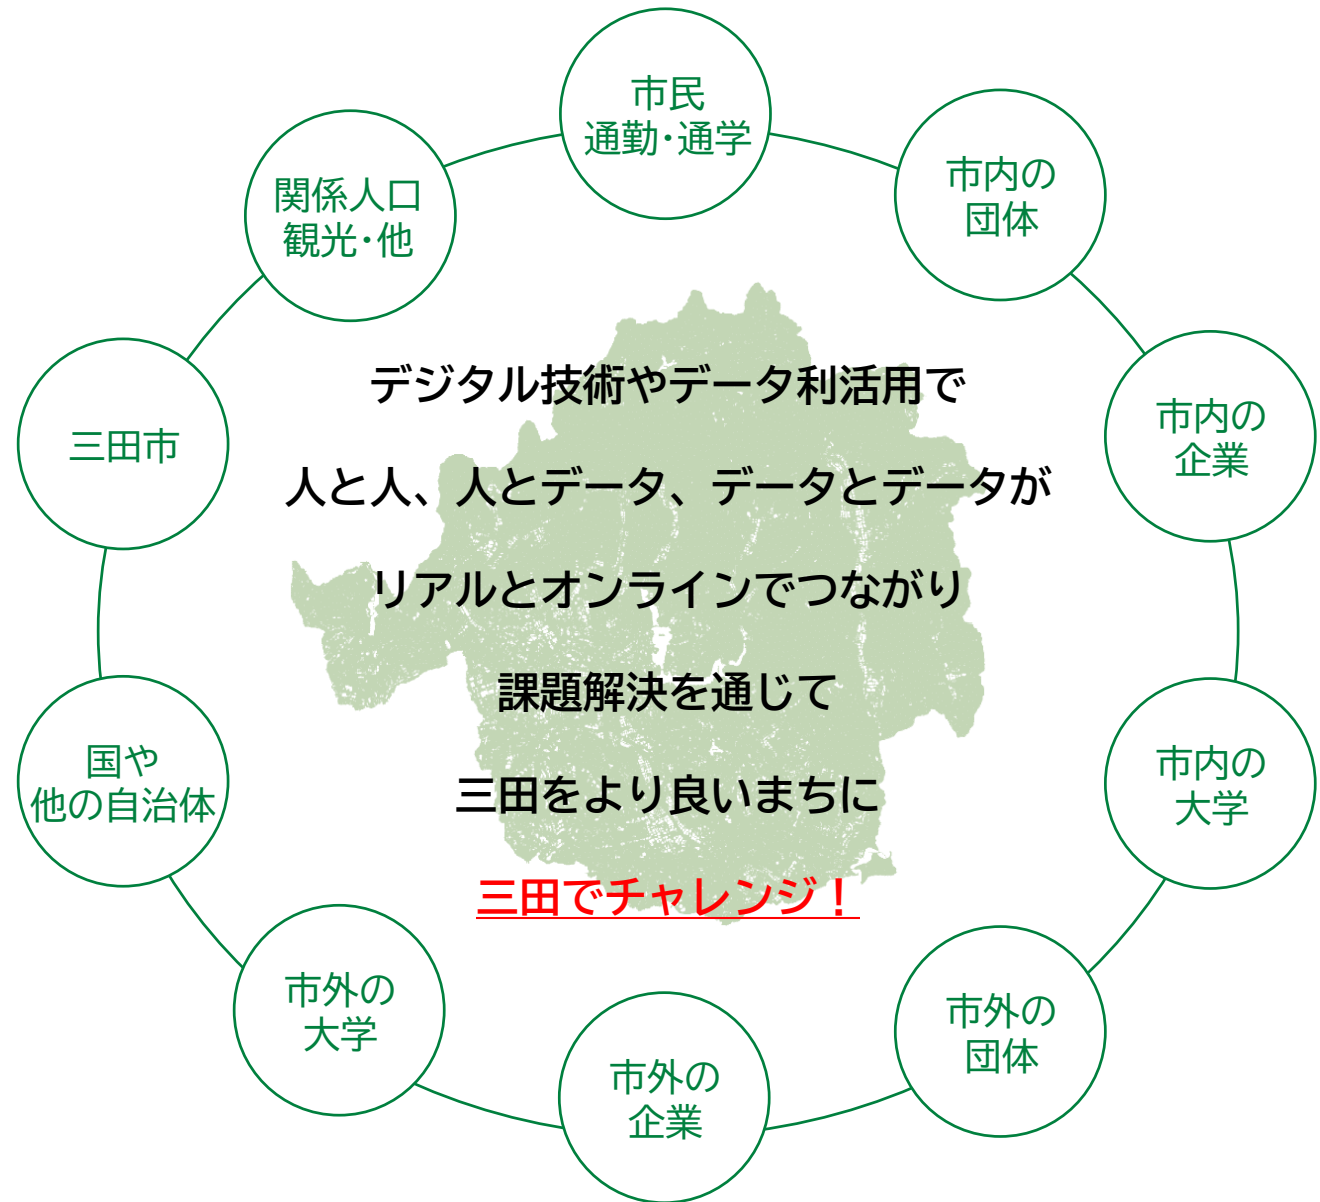 市民
通勤・通学
市内の
団体
市内の
企業
市内の
大学
市外の
団体
市外の
企業
市外の
大学
国や
他の自治体
三田市
関係人口
観光・他
デジタル技術やデータ利活用で
人と人、人とデータ、データとデータが
リアルとオンラインでつながり
課題解決を通じて
三田をより良いまちに
三田でチャレンジ！